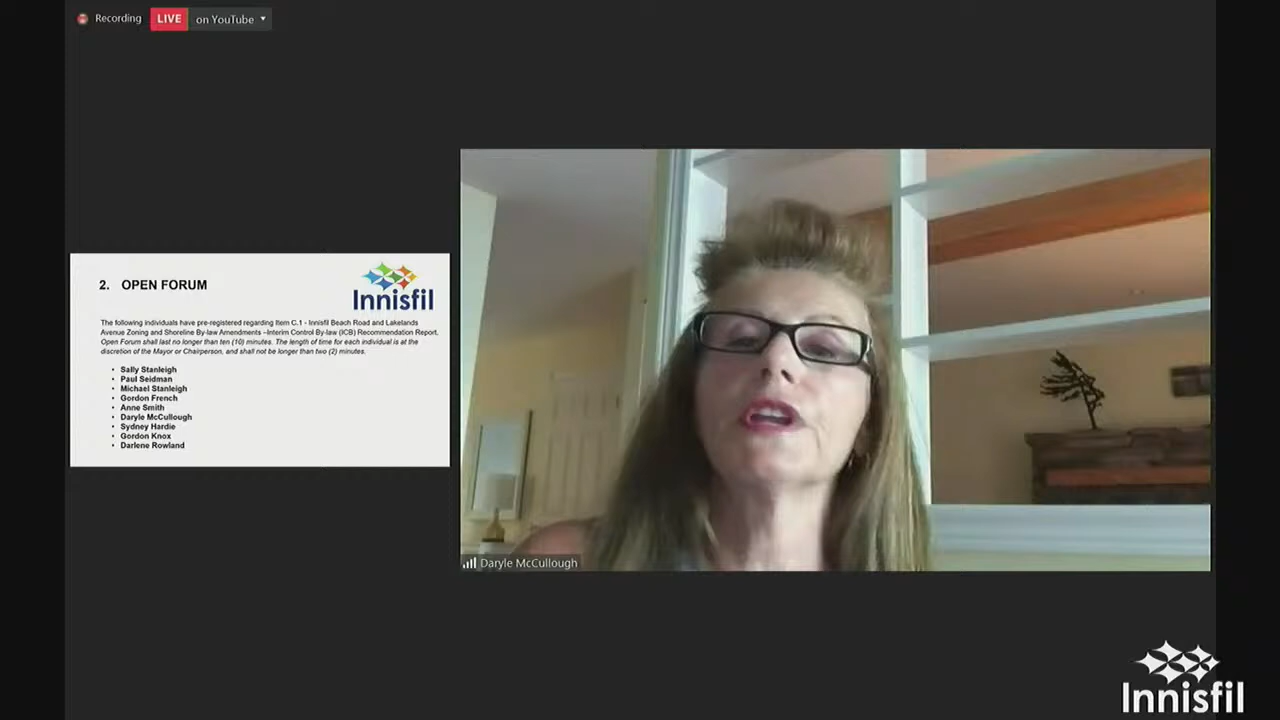 Recording
LIVE
on YouTube
2. OPEN FORUM
Innisfil
The following individuals have pre-registered regarding Item C.1 - Innisfil Beach Road and Lakelands
Avenue Zoning and Shoreline By-law Amendments –Interim Control By-law (ICB) Recommendation Report.
Open Forum shall last no longer than ten (10) minutes. The length of time for each individual is at the
discretion of the Mayor or Chairperson, and shall not be longer than two (2) minutes.
• Sally Stanleigh
• Paul Seidman
• Michael Stanleigh
• Gordon French
• Anne Smith
• Daryle McCullough
• Sydney Hardie
• Gordon Knox
• Darlene Rowland
Daryle McCullough
Innisfil